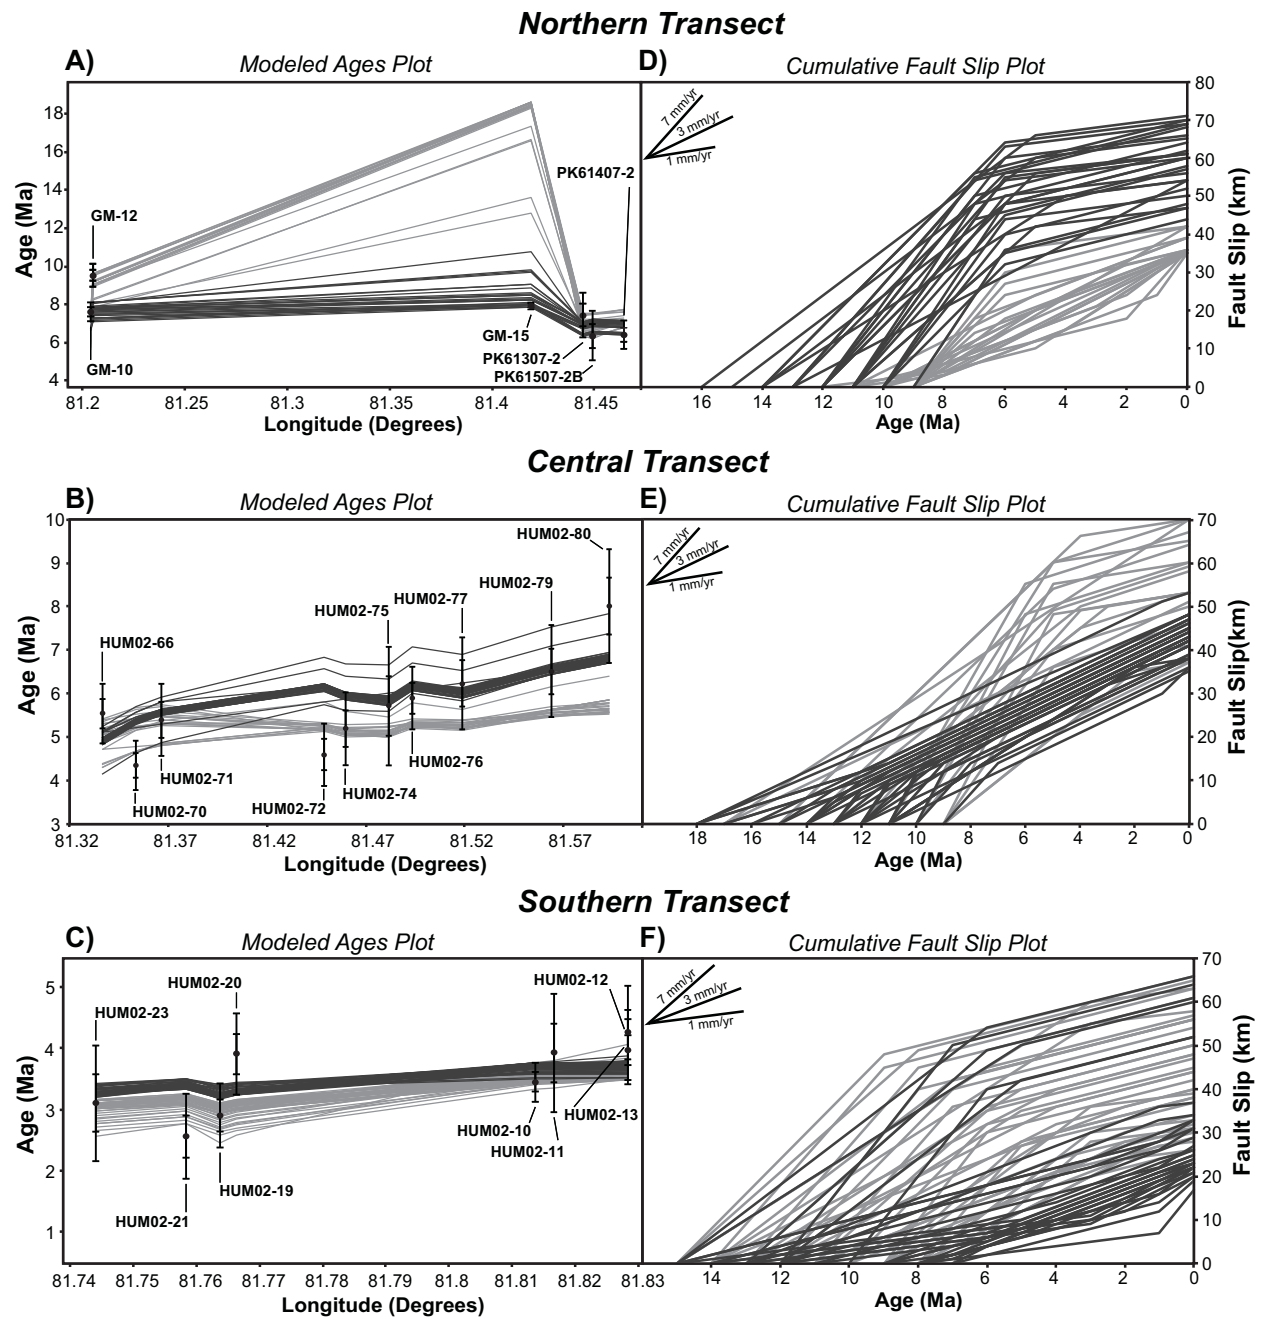 Northern Transect
A)
Modeled Ages Plot
D)
Cumulative Fault Slip Plot
Age (Ma)
18
16
14
12
10
8
6
4
GM-12
GM-10
GM-15
PK61307-2
PK61507-2B
PK61407-2
81.2
81.25
81.3
81.35
81.4
81.45
Longitude (Degrees)
7 mm/yr
3 mm/yr
1 mm/yr
80
70
60
50
40
30
20
10
0
Fault Slip (km)
16
14
12
10
8
6
4
2
0
Age (Ma)
Central Transect
B)
Modeled Ages Plot
E)
Cumulative Fault Slip Plot
Age (Ma)
10
9
8
7
6
5
4
3
HUM02-66
HUM02-70
HUM02-71
HUM02-72
HUM02-74
HUM02-75
HUM02-76
HUM02-77
HUM02-79
HUM02-80
81.32
81.37
81.42
81.47
81.52
81.57
Longitude (Degrees)
7 mm/yr
3 mm/yr
1 mm/yr
70
60
50
40
30
20
10
0
Fault Slip(km)
18
16
14
12
10
8
6
4
2
0
Age (Ma)
Southern Transect
C)
Modeled Ages Plot
F)
Cumulative Fault Slip Plot
Age (Ma)
5
4
3
2
1
HUM02-23
HUM02-20
HUM02-21
HUM02-19
HUM02-12
HUM02-13
HUM02-10
HUM02-11
81.74
81.75
81.76
81.77
81.78
81.79
81.8
81.81
81.82
81.83
Longitude (Degrees)
7 mm/yr
3 mm/yr
1 mm/yr
70
60
50
40
30
20
10
0
Fault Slip (km)
14
12
10
8
6
4
2
0
Age (Ma)